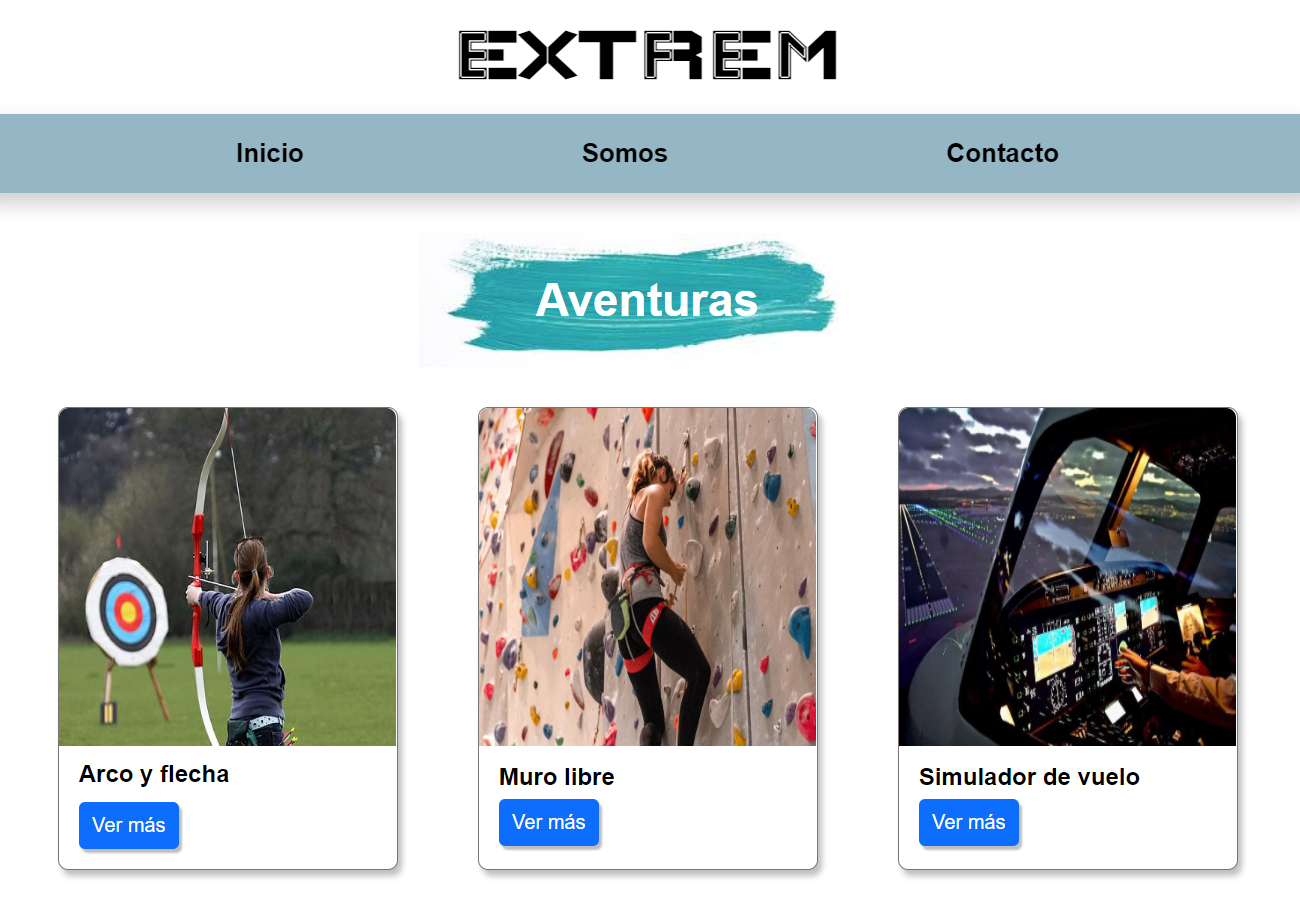 EXTREM
Inicio Somos Contacto
Aventuras
Arco y flecha
Ver más
Muro libre
Ver más
Simulador de vuelo
Ver más